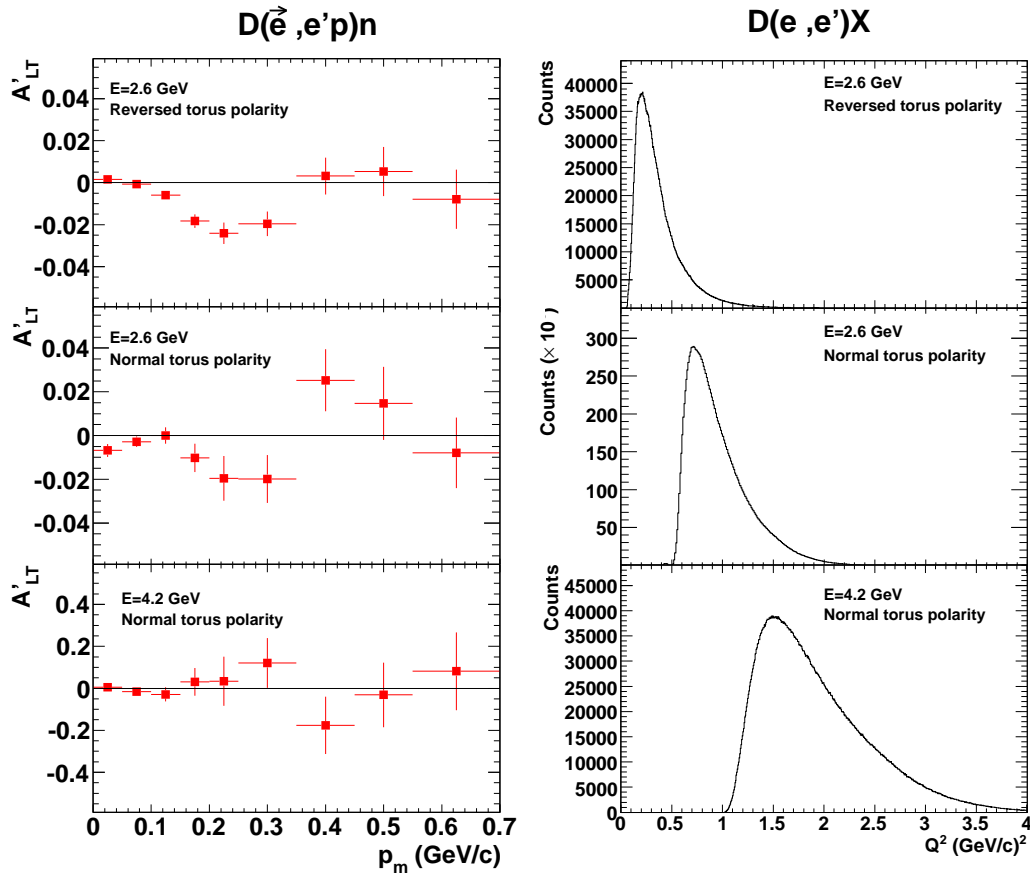 D(e⃗ ,e'p)n
D(e ,e')X
A'LT
E=2.6 GeV
Reversed torus polarity
0.04
0.02
0
-0.02
-0.04
A'LT
E=2.6 GeV
Normal torus polarity
0.04
0.02
0
-0.02
-0.04
A'LT
E=4.2 GeV
Normal torus polarity
0.4
0.2
0
-0.2
-0.4
0 0.1 0.2 0.3 0.4 0.5 0.6 0.7
pm (GeV/c)
Counts
E=2.6 GeV
Reversed torus polarity
40000
35000
30000
25000
20000
15000
10000
5000
Counts (× 10 )
E=2.6 GeV
Normal torus polarity
300
250
200
150
100
50
Counts
E=4.2 GeV
Normal torus polarity
45000
40000
35000
30000
25000
20000
15000
10000
5000
0
0 0.5 1 1.5 2 2.5 3 3.5 4
Q² (GeV/c)²